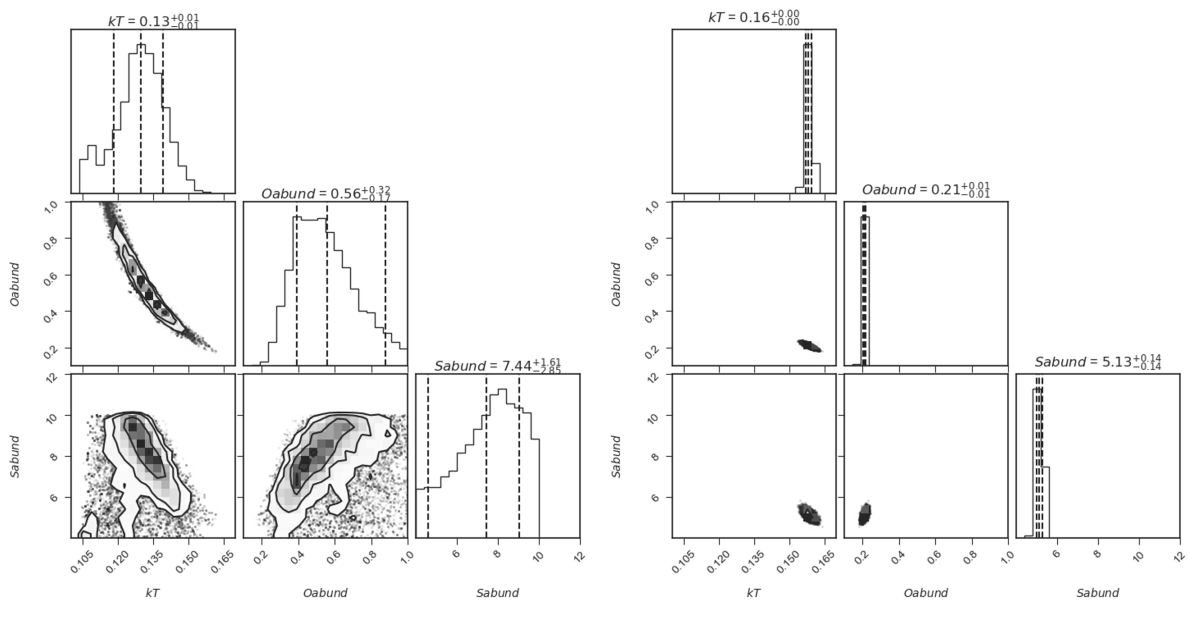 kT = 0.13 +0.01 −0.01
kT = 0.16 +0.00 −0.00
Oabund = 0.56 +0.32 −0.17
Oabund = 0.21 +0.01 −0.01
Sabund = 7.44 +1.61 −2.85
Sabund = 5.13 +0.14 −0.14
Oabund
1.0
0.8
0.6
0.4
0.2
Oabund
1.0
0.8
0.6
0.4
0.2
Sabund
12
10
8
6
Sabund
12
10
8
6
0.105 0.120 0.135 0.150 0.165
0.2 0.4 0.6 0.8 1.0
6 8 10 12
0.105 0.120 0.135 0.150 0.165
0.2 0.4 0.6 0.8 1.0
6 8 10 12
kT Oabund Sabund
kT Oabund Sabund